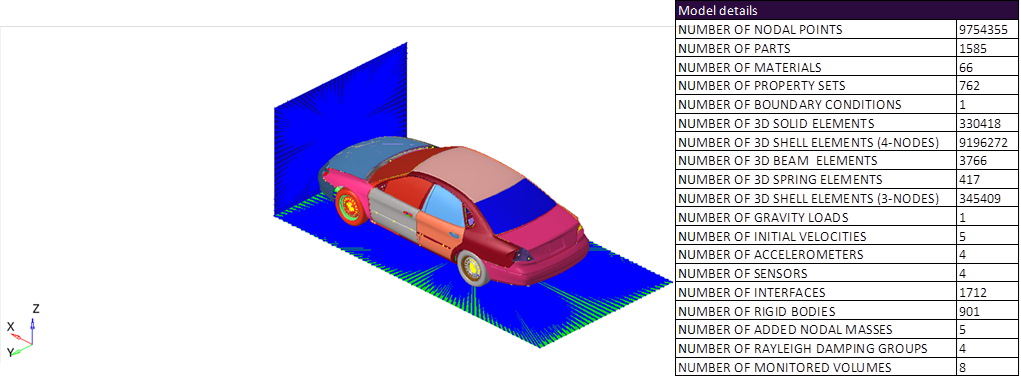 Model details
NUMBER OF NODAL POINTS 9754355
NUMBER OF PARTS 1585
NUMBER OF MATERIALS 66
NUMBER OF PROPERTY SETS 762
NUMBER OF BOUNDARY CONDITIONS 1
NUMBER OF 3D SOLID ELEMENTS 330418
NUMBER OF 3D SHELL ELEMENTS (4-NODES) 9196272
NUMBER OF 3D BEAM ELEMENTS 3766
NUMBER OF 3D SPRING ELEMENTS 417
NUMBER OF 3D SHELL ELEMENTS (3-NODES) 345409
NUMBER OF GRAVITY LOADS 1
NUMBER OF INITIAL VELOCITIES 5
NUMBER OF ACCELEROMETERS 4
NUMBER OF SENSORS 4
NUMBER OF INTERFACES 1712
NUMBER OF RIGID BODIES 901
NUMBER OF ADDED NODAL MASSES 5
NUMBER OF RAYLEIGH DAMPING GROUPS 4
NUMBER OF MONITORED VOLUMES 8
Z
X
Y